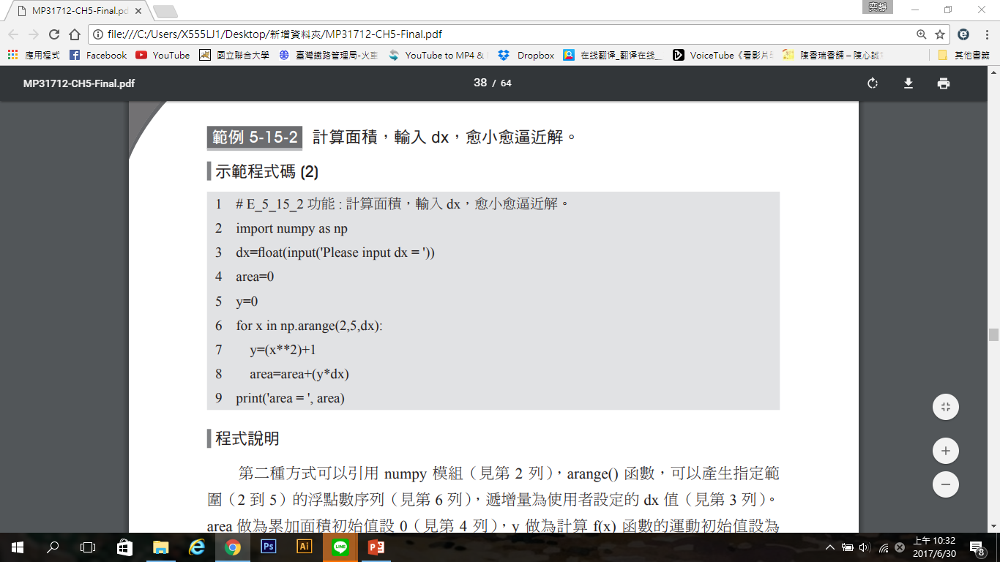 MP31712-CH5-Final.pd
奕靜
file:///C:/Users/X555LJ1/Desktop/新增資料夾/MP31712-CH5-Final.pdf
應用程式 Facebook YouTube 國立聯合大學 臺灣鐵路管理局-火車 YouTube to MP4 & Dropbox 在线翻译_翻译在线_ VoiceTube《看影片 陳香瑞香鋪 – 陳心誠 其他書籤
MP31712-CH5-Final.pdf 38 / 64
範例 5-15-2 計算面積，輸入 dx，愈小愈逼近解。
示範程式碼 (2)
1 # E_5_15_2 功能 : 計算面積，輸入 dx，愈小愈逼近解。
2 import numpy as np
3 dx=float(input('Please input dx = '))
4 area=0
5 y=0
6 for x in np.arange(2,5,dx):
7 y=(x**2)+1
8 area=area+(y*dx)
9 print('area = ', area)
程式說明
第二種方式可以引用 numpy 模組（見第 2 列），arange() 函數，可以產生指定範
圍（2 到 5）的浮點數序列（見第 6 列），遞增量為使用者設定的 dx 值（見第 3 列）。
area 做為累加面積初始值設 0（見第 4 列），y 做為計算 f(x) 函數的運動初始值設為
Ps Ai LINE
上午 10:32
2017/6/30
8